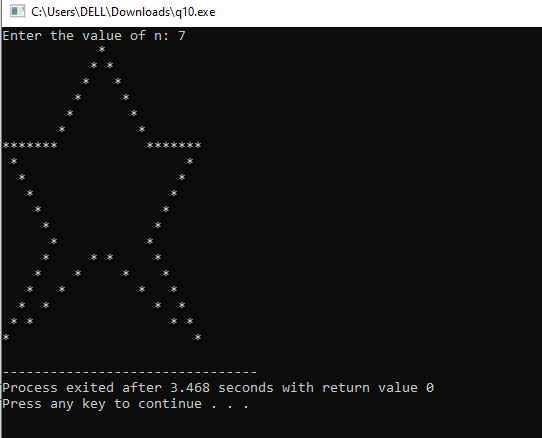 C:\Users\DELL\Downloads\q10.exe
Enter the value of n: 7
            *
           * *
          *   *
         *     *
        *       *
       *         *
*******           *******
 *                     *
  *                   *
   *                 *
    *               *
     *             *
      *           *
     *     * *     *
    *    *     *    *
   *   *         *   *
  *  *             *  *
 * *                 * *
*                       *
--------------------------------
Process exited after 3.468 seconds with return value 0
Press any key to continue . . .